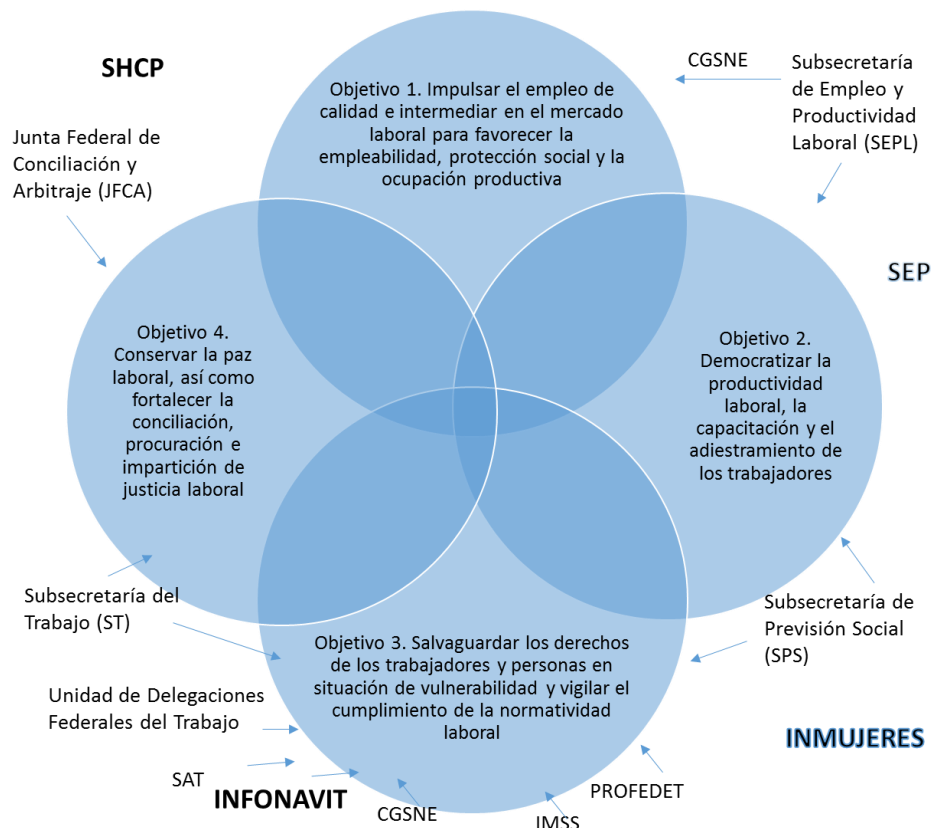 SHCP
CGSNE
Subsecretaría
de Empleo y
Productividad
Laboral (SEPL)
Objetivo 1. Impulsar el empleo de
calidad e intermediar en el mercado
laboral para favorecer la
empleabilidad, protección social y la
ocupación productiva
Junta Federal de
Conciliación y
Arbitraje (JFCA)
SEP
Objetivo 4.
Conservar la paz
laboral, así como
fortalecer la
conciliación,
procuración e
impartición de
justicia laboral
Objetivo 2.
Democratizar la
productividad
laboral, la
capacitación y el
adiestramiento de
los trabajadores
Subsecretaría del
Trabajo (ST)
Subsecretaría de
Previsión Social
(SPS)
Objetivo 3. Salvaguardar los derechos
de los trabajadores y personas en
situación de vulnerabilidad y vigilar el
cumplimiento de la normatividad
laboral
Unidad de Delegaciones
Federales del Trabajo
INMUJERES
SAT
INFONAVIT
CGSNE
IMSS
PROFEDET